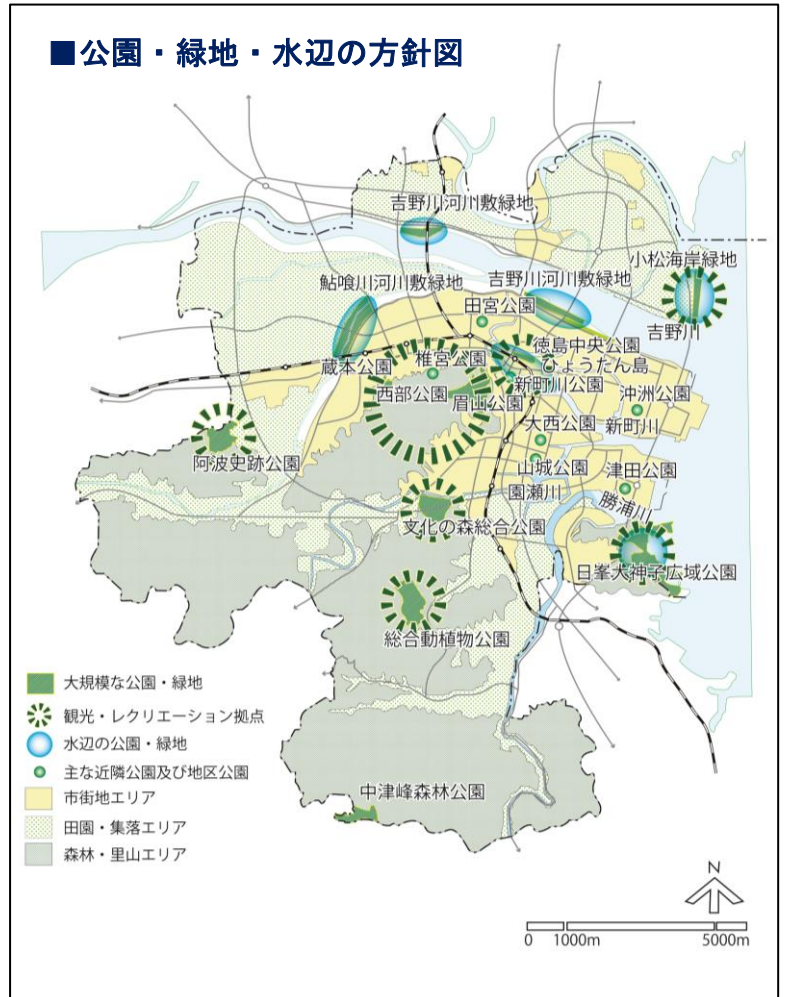 ■公園・緑地・水辺の方針図
吉野川河川敷緑地
小松海岸緑地
鮎喰川河川敷緑地
吉野川河川敷緑地
田宮公園
吉野川
徳島中央公園
蔵本公園
椎宮公園
ひょうたん島
西部公園
眉山公園
新町川公園
沖洲公園
大西公園
新町川
阿波史跡公園
山城公園
津田公園
園瀬川
勝浦川
文化の森総合公園
日峯大神子広域公園
総合動植物公園
中津峰森林公園
大規模な公園・緑地
観光・レクリエーション拠点
水辺の公園・緑地
主な近隣公園及び地区公園
市街地エリア
田園・集落エリア
森林・里山エリア
N
0 1000m 5000m